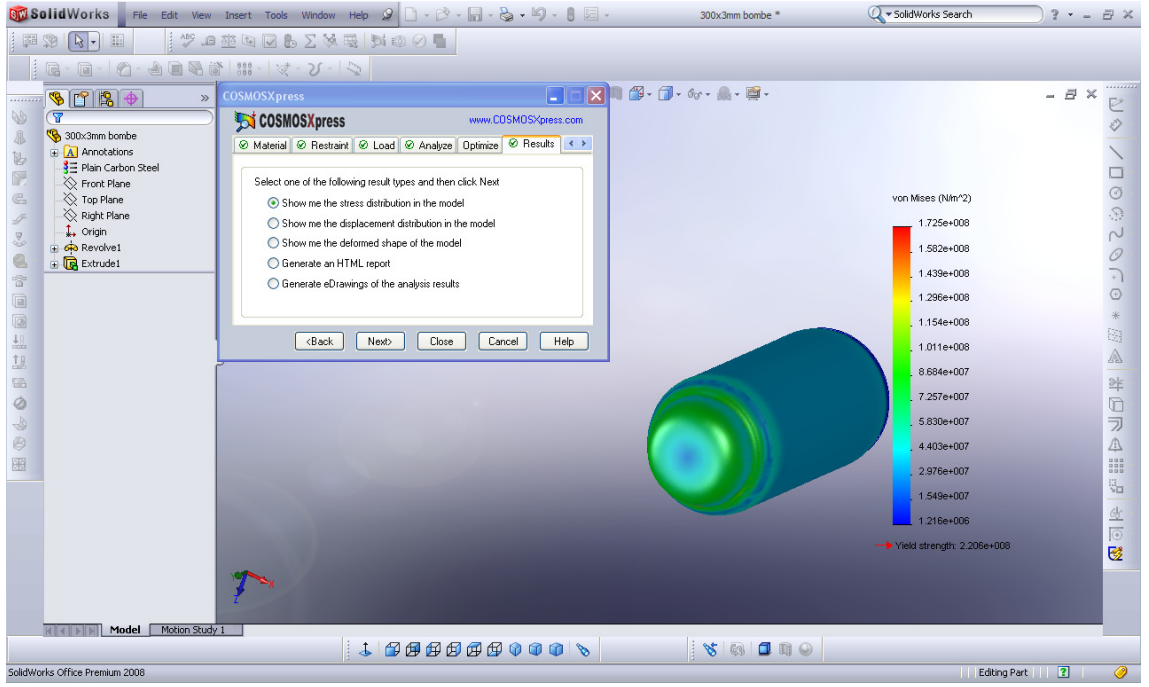 SolidWorks File Edit View Insert Tools Window Help 300x3mm bombe * SolidWorks Search
COSMOSXpress
COSMOSXpress www.COSMOSXpress.com
Material Restraint Load Analyze Optimize Results
Select one of the following result types and then click Next
Show me the stress distribution in the model
Show me the displacement distribution in the model
Show me the deformed shape of the model
Generate an HTML report
Generate eDrawings of the analysis results
<Back Next> Close Cancel Help
300x3mm bombe
Annotations
Plain Carbon Steel
Front Plane
Top Plane
Right Plane
Origin
Revolve1
Extrude1
von Mises (N/m^2)
1.725e+008
1.582e+008
1.439e+008
1.296e+008
1.154e+008
1.011e+008
8.684e+007
7.257e+007
5.830e+007
4.403e+007
2.976e+007
1.549e+007
1.216e+006
Yield strength: 2.206e+008
Y X
Z
Model Motion Study 1
SolidWorks Office Premium 2008 Editing Part